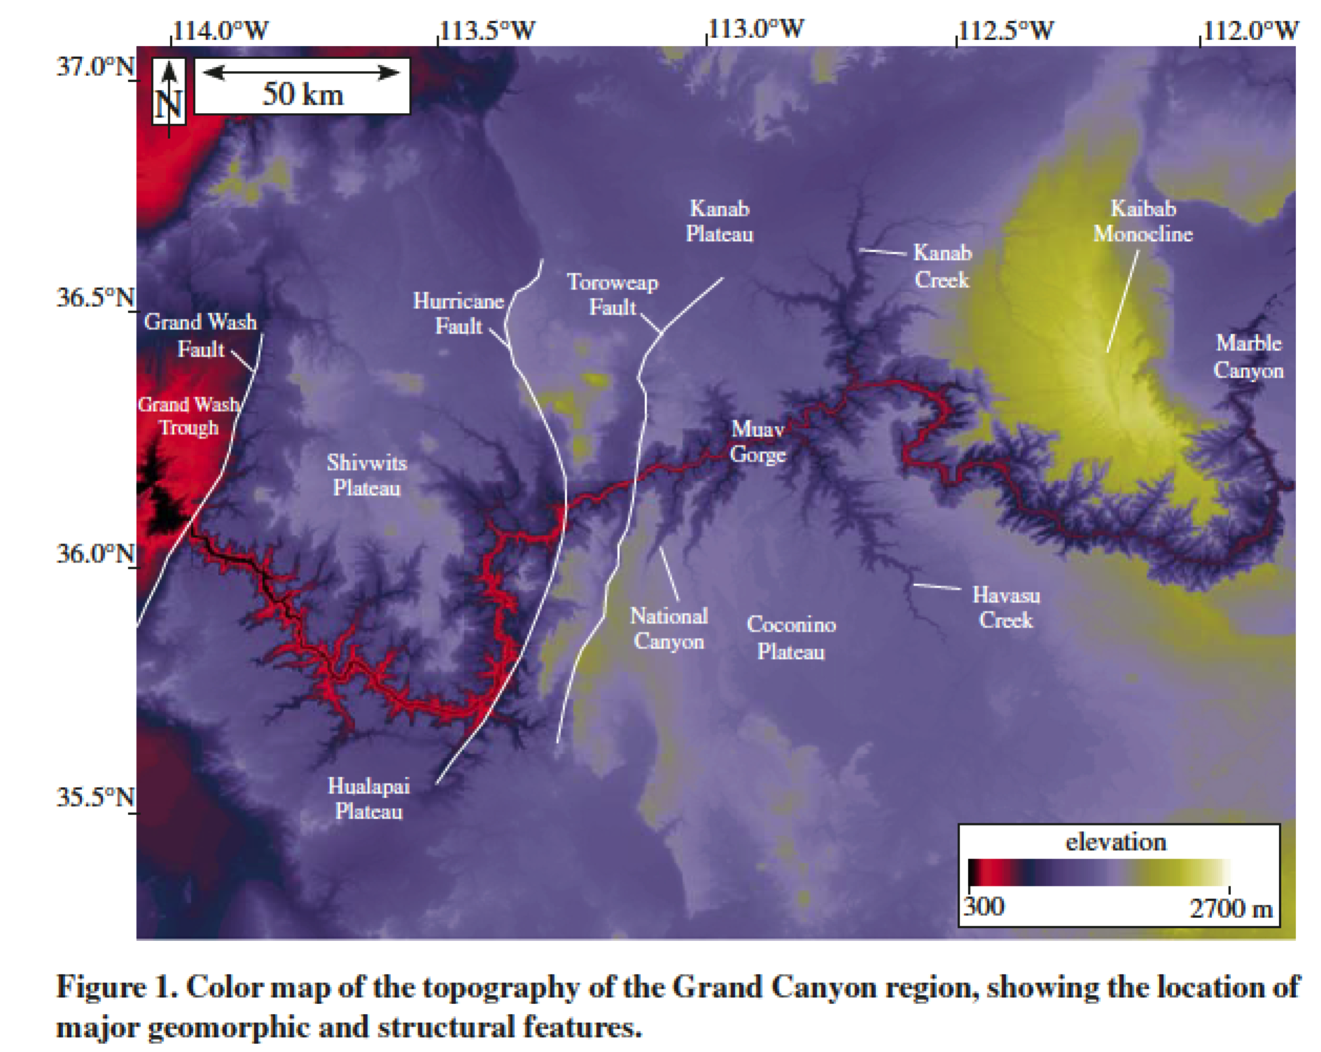 114.0°W
113.5°W
113.0°W
112.5°W
112.0°W
37.0°N
N
50 km
Kanab
Plateau
Kaibab
Monocline
Kanab
Creek
36.5°N
Hurricane
Fault
Toroweap
Fault
Grand Wash
Fault
Marble
Canyon
Grand Wash
Trough
Muav
Gorge
Shivwits
Plateau
36.0°N
National
Canyon
Coconino
Plateau
Havasu
Creek
35.5°N
Hualapai
Plateau
elevation
300
2700 m
Figure 1. Color map of the topography of the Grand Canyon region, showing the location of
major geomorphic and structural features.